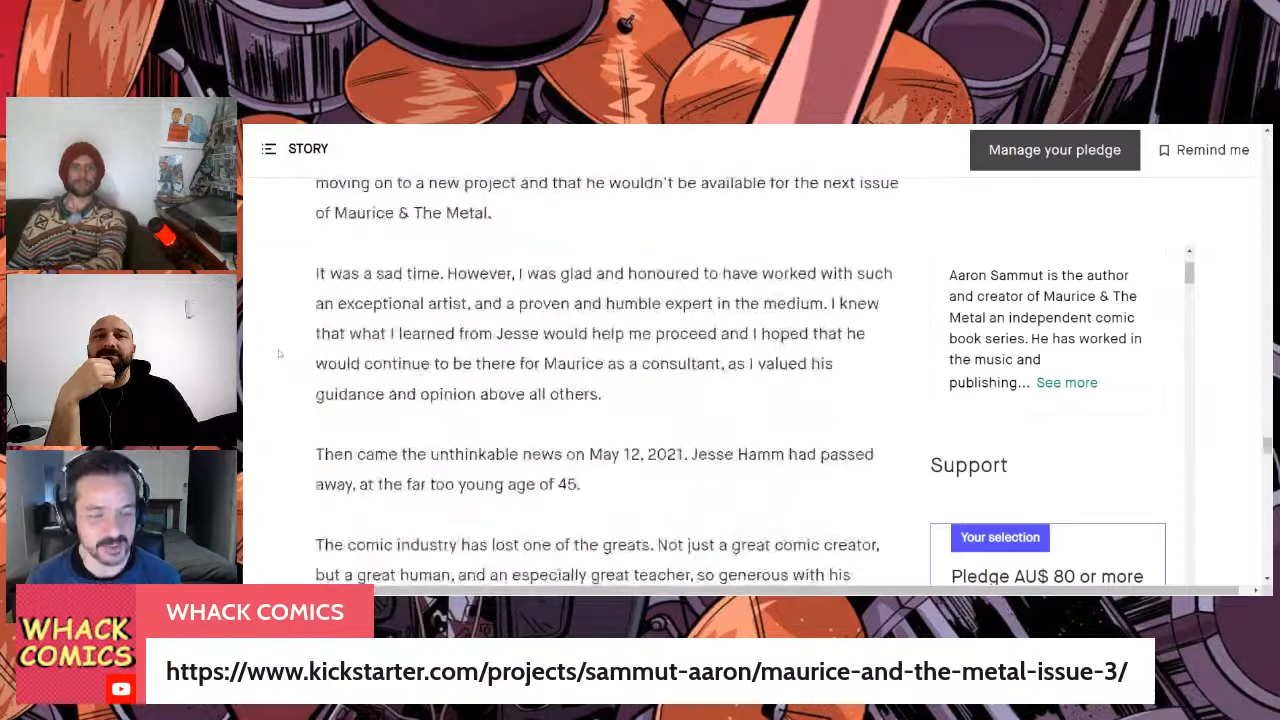 STORY
Manage your pledge
Remind me
moving on to a new project and that he wouldn't be available for the next issue
of Maurice & The Metal.
It was a sad time. However, I was glad and honoured to have worked with such
an exceptional artist, and a proven and humble expert in the medium. I knew
that what I learned from Jesse would help me proceed and I hoped that he
would continue to be there for Maurice as a consultant, as I valued his
guidance and opinion above all others.
Then came the unthinkable news on May 12, 2021. Jesse Hamm had passed
away, at the far too young age of 45.
The comic industry has lost one of the greats. Not just a great comic creator,
but a great human, and an especially great teacher, so generous with his
Aaron Sammut is the author
and creator of Maurice & The
Metal an independent comic
book series. He has worked in
the music and
publishing... See more
Support
Your selection
Pledge AU$ 80 or more
WHACK COMICS
WHACK
COMICS
https://www.kickstarter.com/projects/sammut-aaron/maurice-and-the-metal-issue-3/